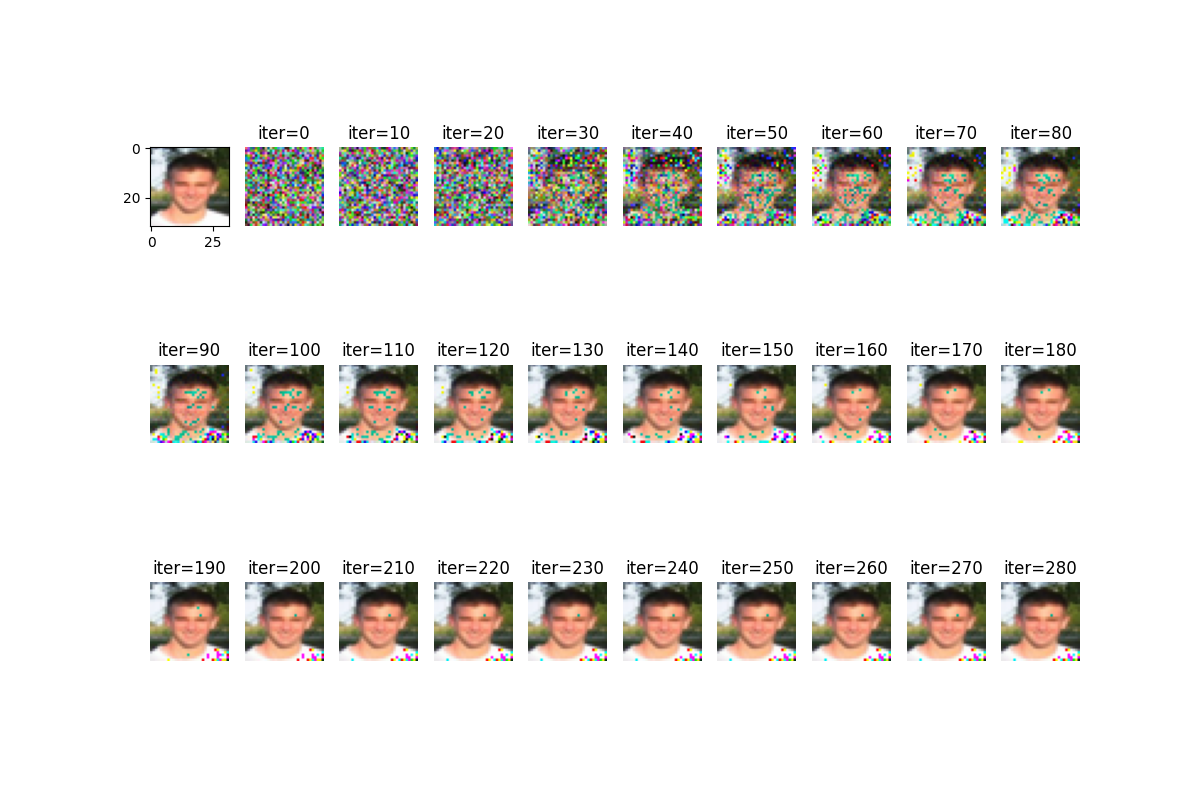 iter=0 iter=10 iter=20 iter=30 iter=40 iter=50 iter=60 iter=70 iter=80
0
20
0 25
iter=90 iter=100 iter=110 iter=120 iter=130 iter=140 iter=150 iter=160 iter=170 iter=180
iter=190 iter=200 iter=210 iter=220 iter=230 iter=240 iter=250 iter=260 iter=270 iter=280